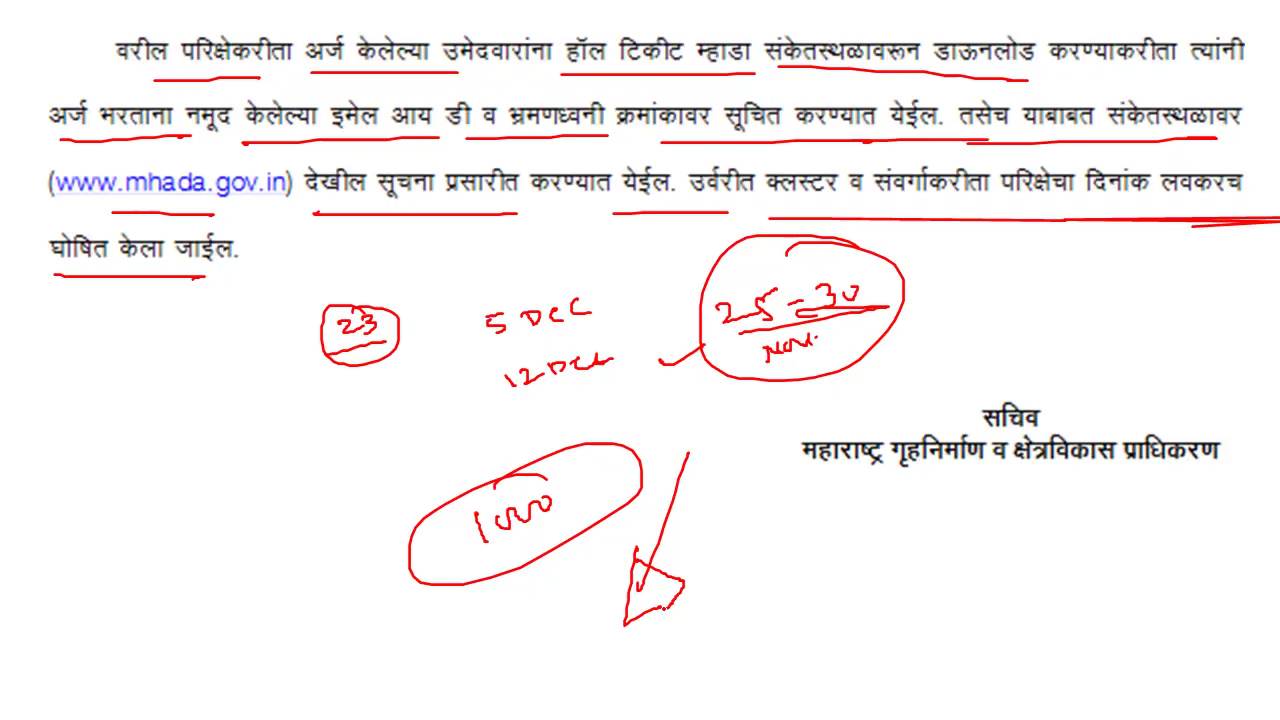 वरील परिक्षेकरीता अर्ज केलेल्या उमेदवारांना हॉल टिकीट म्हाडा संकेतस्थळावरून डाऊनलोड करण्याकरीता त्यांनी
अर्ज भरताना नमूद केलेल्या इमेल आय डी व भ्रमणध्वनी क्रमांकावर सूचित करण्यात येईल. तसेच याबाबत संकेतस्थळावर
(www.mhada.gov.in) देखील सूचना प्रसारीत करण्यात येईल. उर्वरीत क्लस्टर व संवर्गाकरीता परिक्षेचा दिनांक लवकरच
घोषित केला जाईल.
23 5 DEC 25 = 30
12 DEC Nov.
सचिव
महाराष्ट्र गृहनिर्माण व क्षेत्रविकास प्राधिकरण
1000